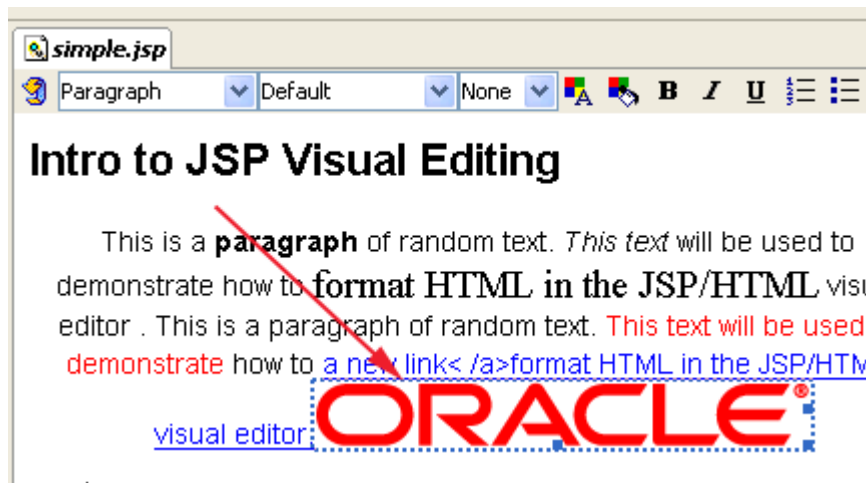 simple.jsp
Paragraph Default None A B I U
Intro to JSP Visual Editing
This is a paragraph of random text. This text will be used to
demonstrate how to format HTML in the JSP/HTML visu
editor . This is a paragraph of random text. This text will be used
demonstrate how to a new link< /a>format HTML in the JSP/HTM
visual editor ORACLE®